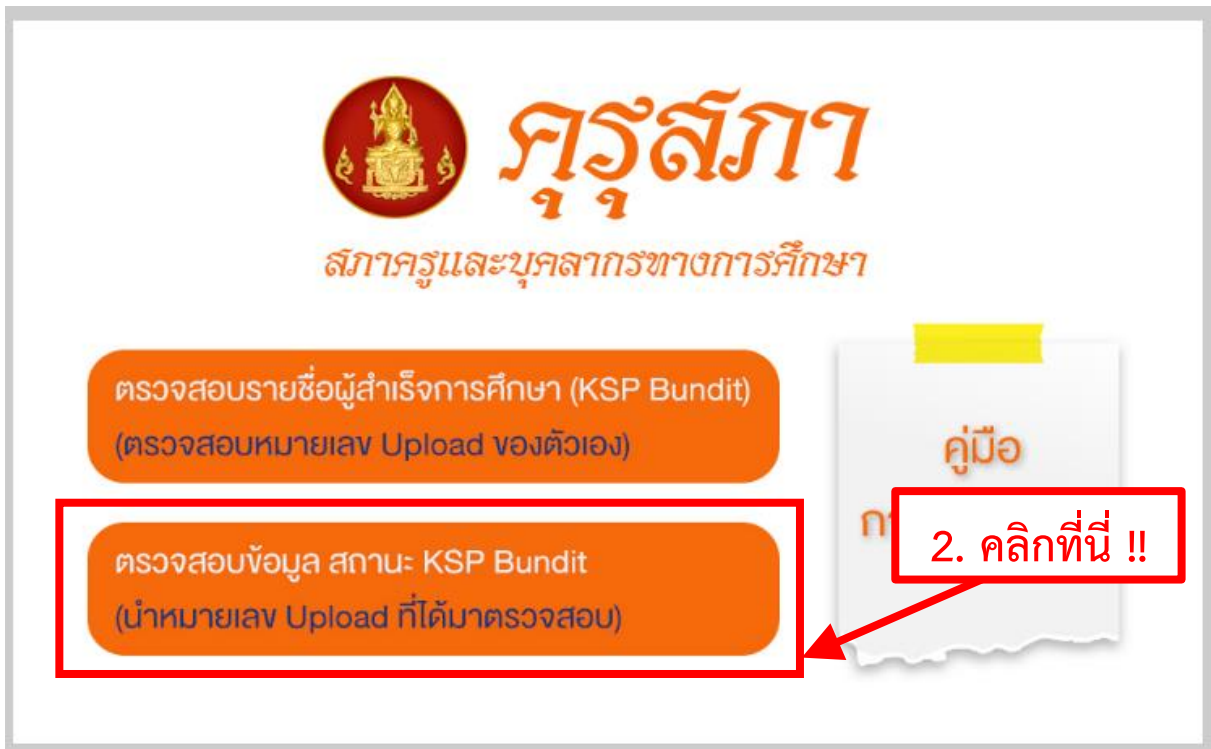 คุรุสภา
สภาครูและบุคลากรทางการศึกษา
ตรวจสอบรายชื่อผู้สำเร็จการศึกษา (KSP Bundit)
(ตรวจสอบหมายเลข Upload ของตัวเอง)
คู่มือ
ตรวจสอบข้อมูล สถานะ KSP Bundit
(นำหมายเลข Upload ที่ได้มาตรวจสอบ)
2. คลิกที่นี่ !!